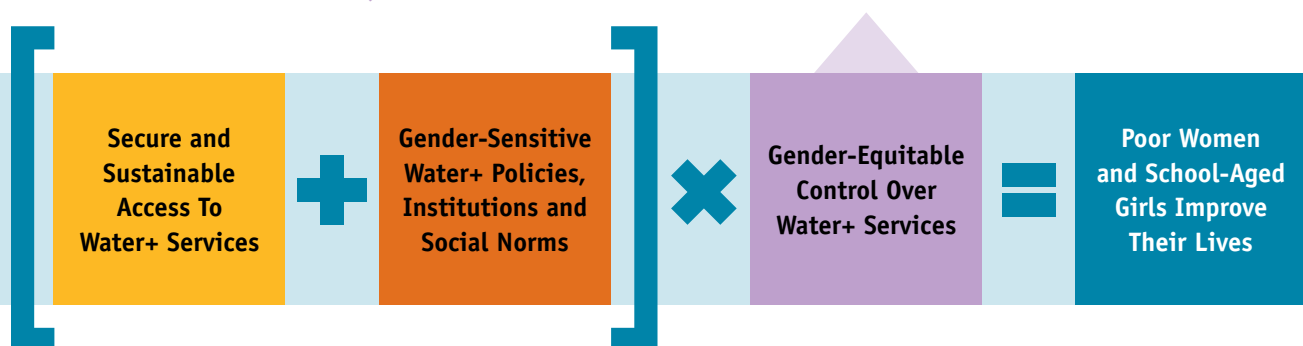 Secure and
Sustainable
Access To
Water+ Services
Gender-Sensitive
Water+ Policies,
Institutions and
Social Norms
Gender-Equitable
Control Over
Water+ Services
Poor Women
and School-Aged
Girls Improve
Their Lives